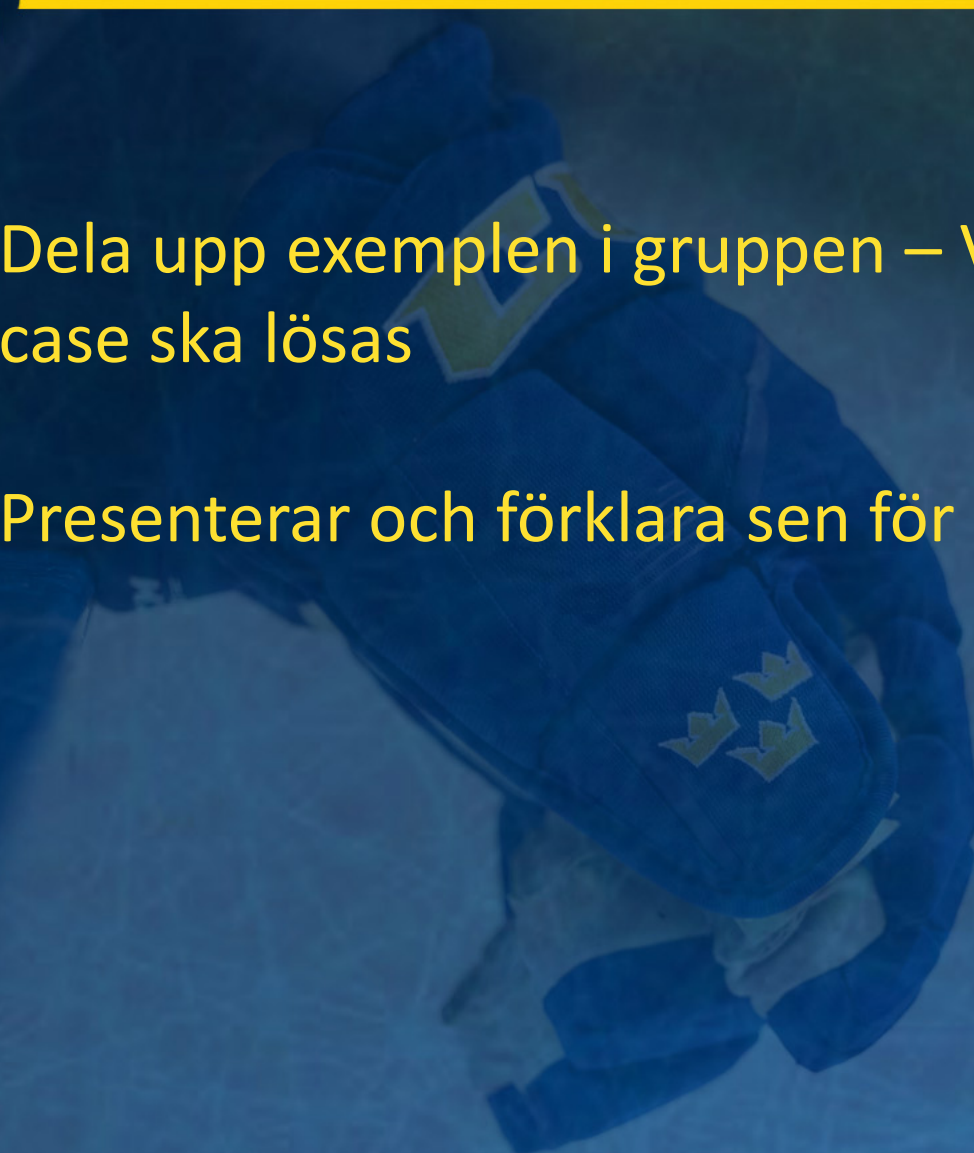 Dela upp exemplen i gruppen –
case ska lösas
Presenterar och förklara sen för